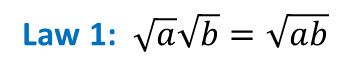 Law 1: √a√b = √ab